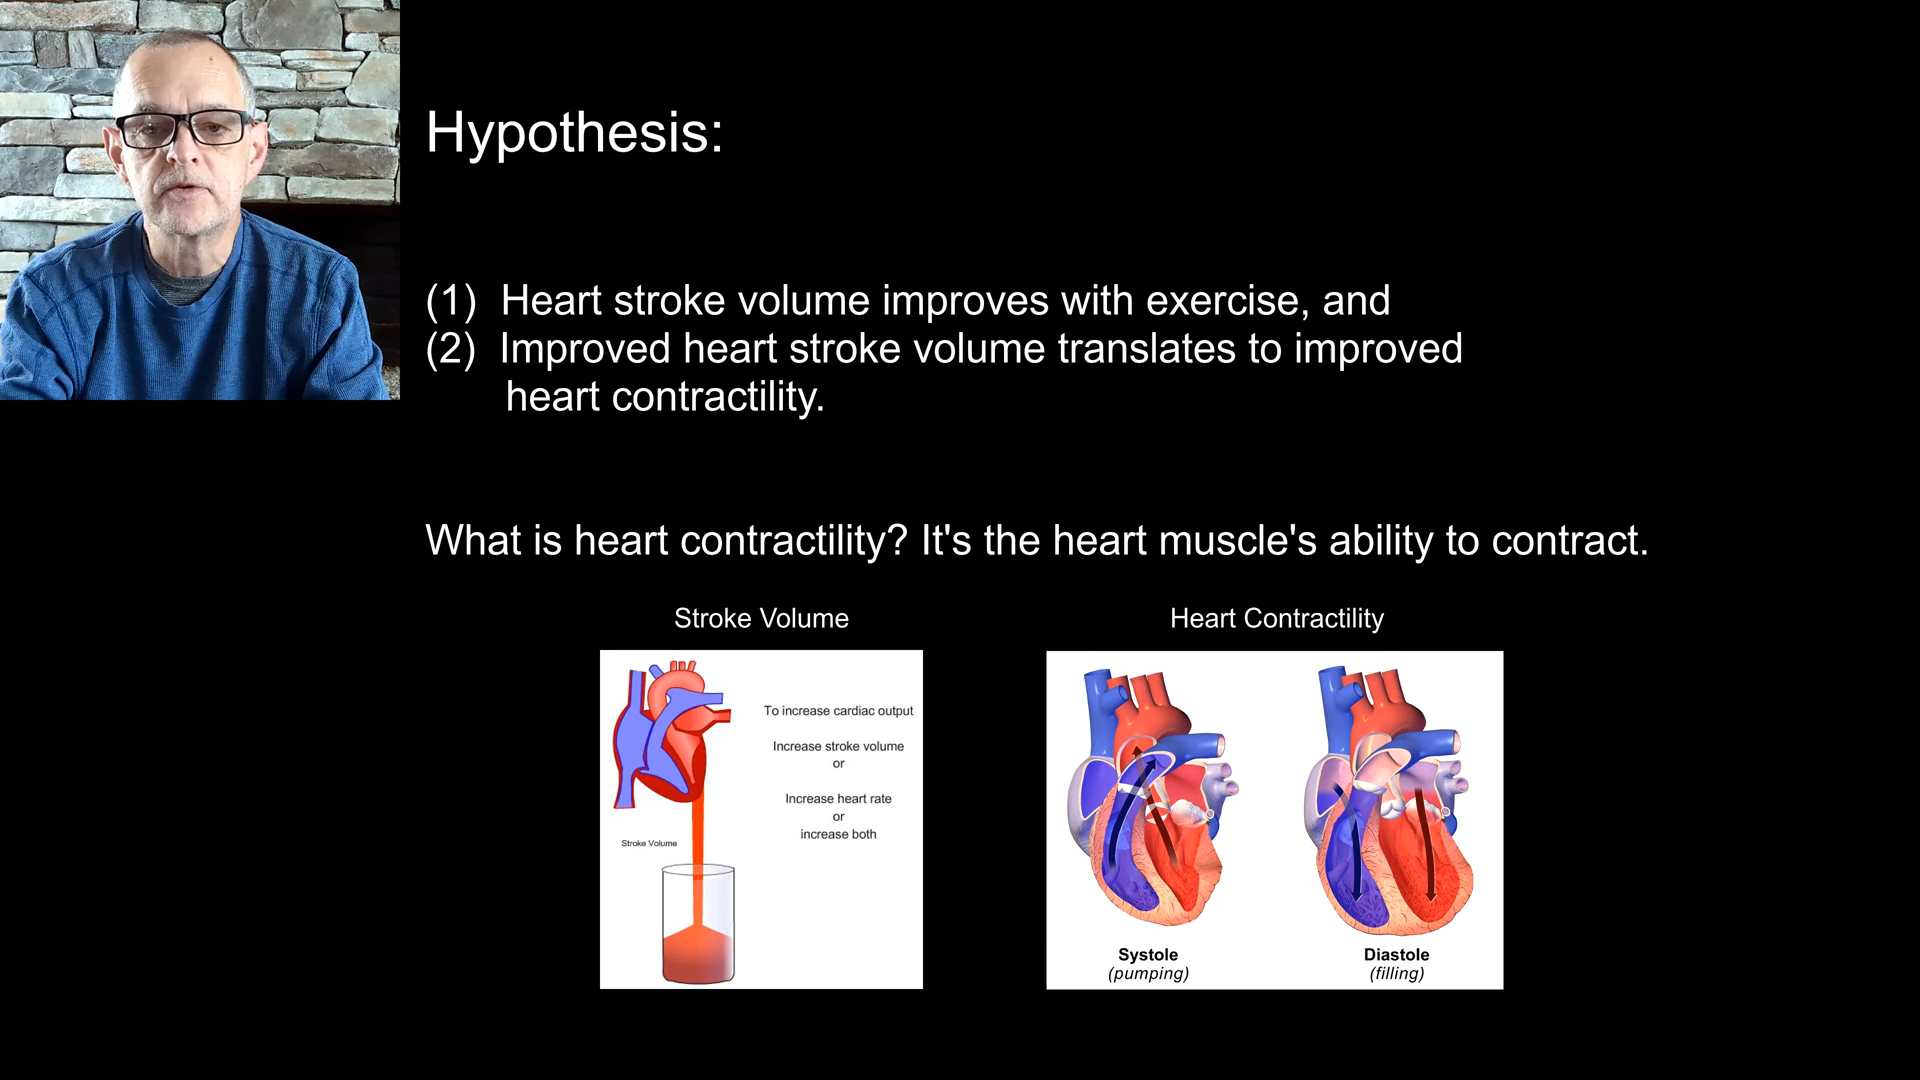 Hypothesis:
(1) Heart stroke volume improves with exercise, and
(2) Improved heart stroke volume translates to improved
heart contractility.
What is heart contractility? It's the heart muscle's ability to contract.
Stroke Volume
To increase cardiac output
Increase stroke volume
or
Increase heart rate
or
increase both
Stroke Volume
Heart Contractility
Systole
(pumping)
Diastole
(filling)